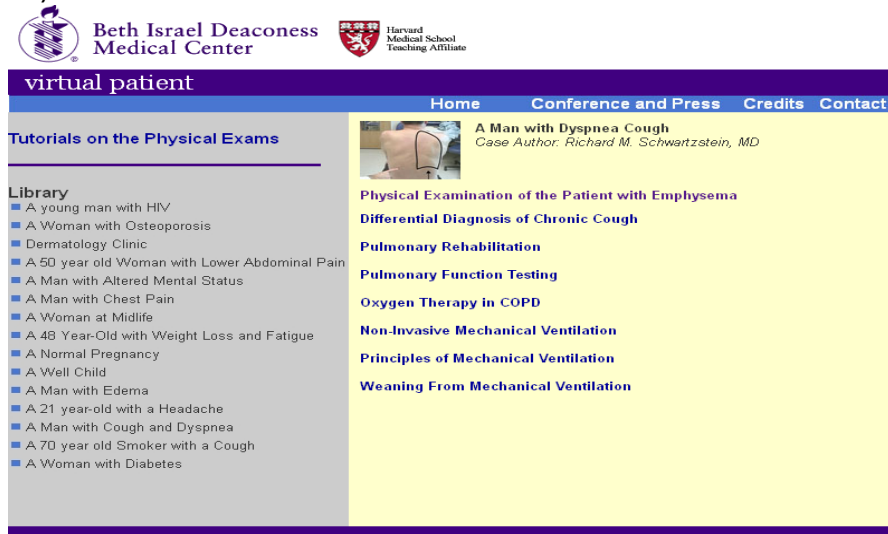 Beth Israel Deaconess
Medical Center
Harvard
Medical School
Teaching Affiliate
virtual patient
Home Conference and Press Credits Contact
Tutorials on the Physical Exams
Library
A young man with HIV
A Woman with Osteoporosis
Dermatology Clinic
A 50 year old Woman with Lower Abdominal Pain
A Man with Altered Mental Status
A Man with Chest Pain
A Woman at Midlife
A 48 Year-Old with Weight Loss and Fatigue
A Normal Pregnancy
A Well Child
A Man with Edema
A 21 year-old with a Headache
A Man with Cough and Dyspnea
A 70 year old Smoker with a Cough
A Woman with Diabetes
A Man with Dyspnea Cough
Case Author: Richard M. Schwartzstein, MD
Physical Examination of the Patient with Emphysema
Differential Diagnosis of Chronic Cough
Pulmonary Rehabilitation
Pulmonary Function Testing
Oxygen Therapy in COPD
Non-Invasive Mechanical Ventilation
Principles of Mechanical Ventilation
Weaning From Mechanical Ventilation